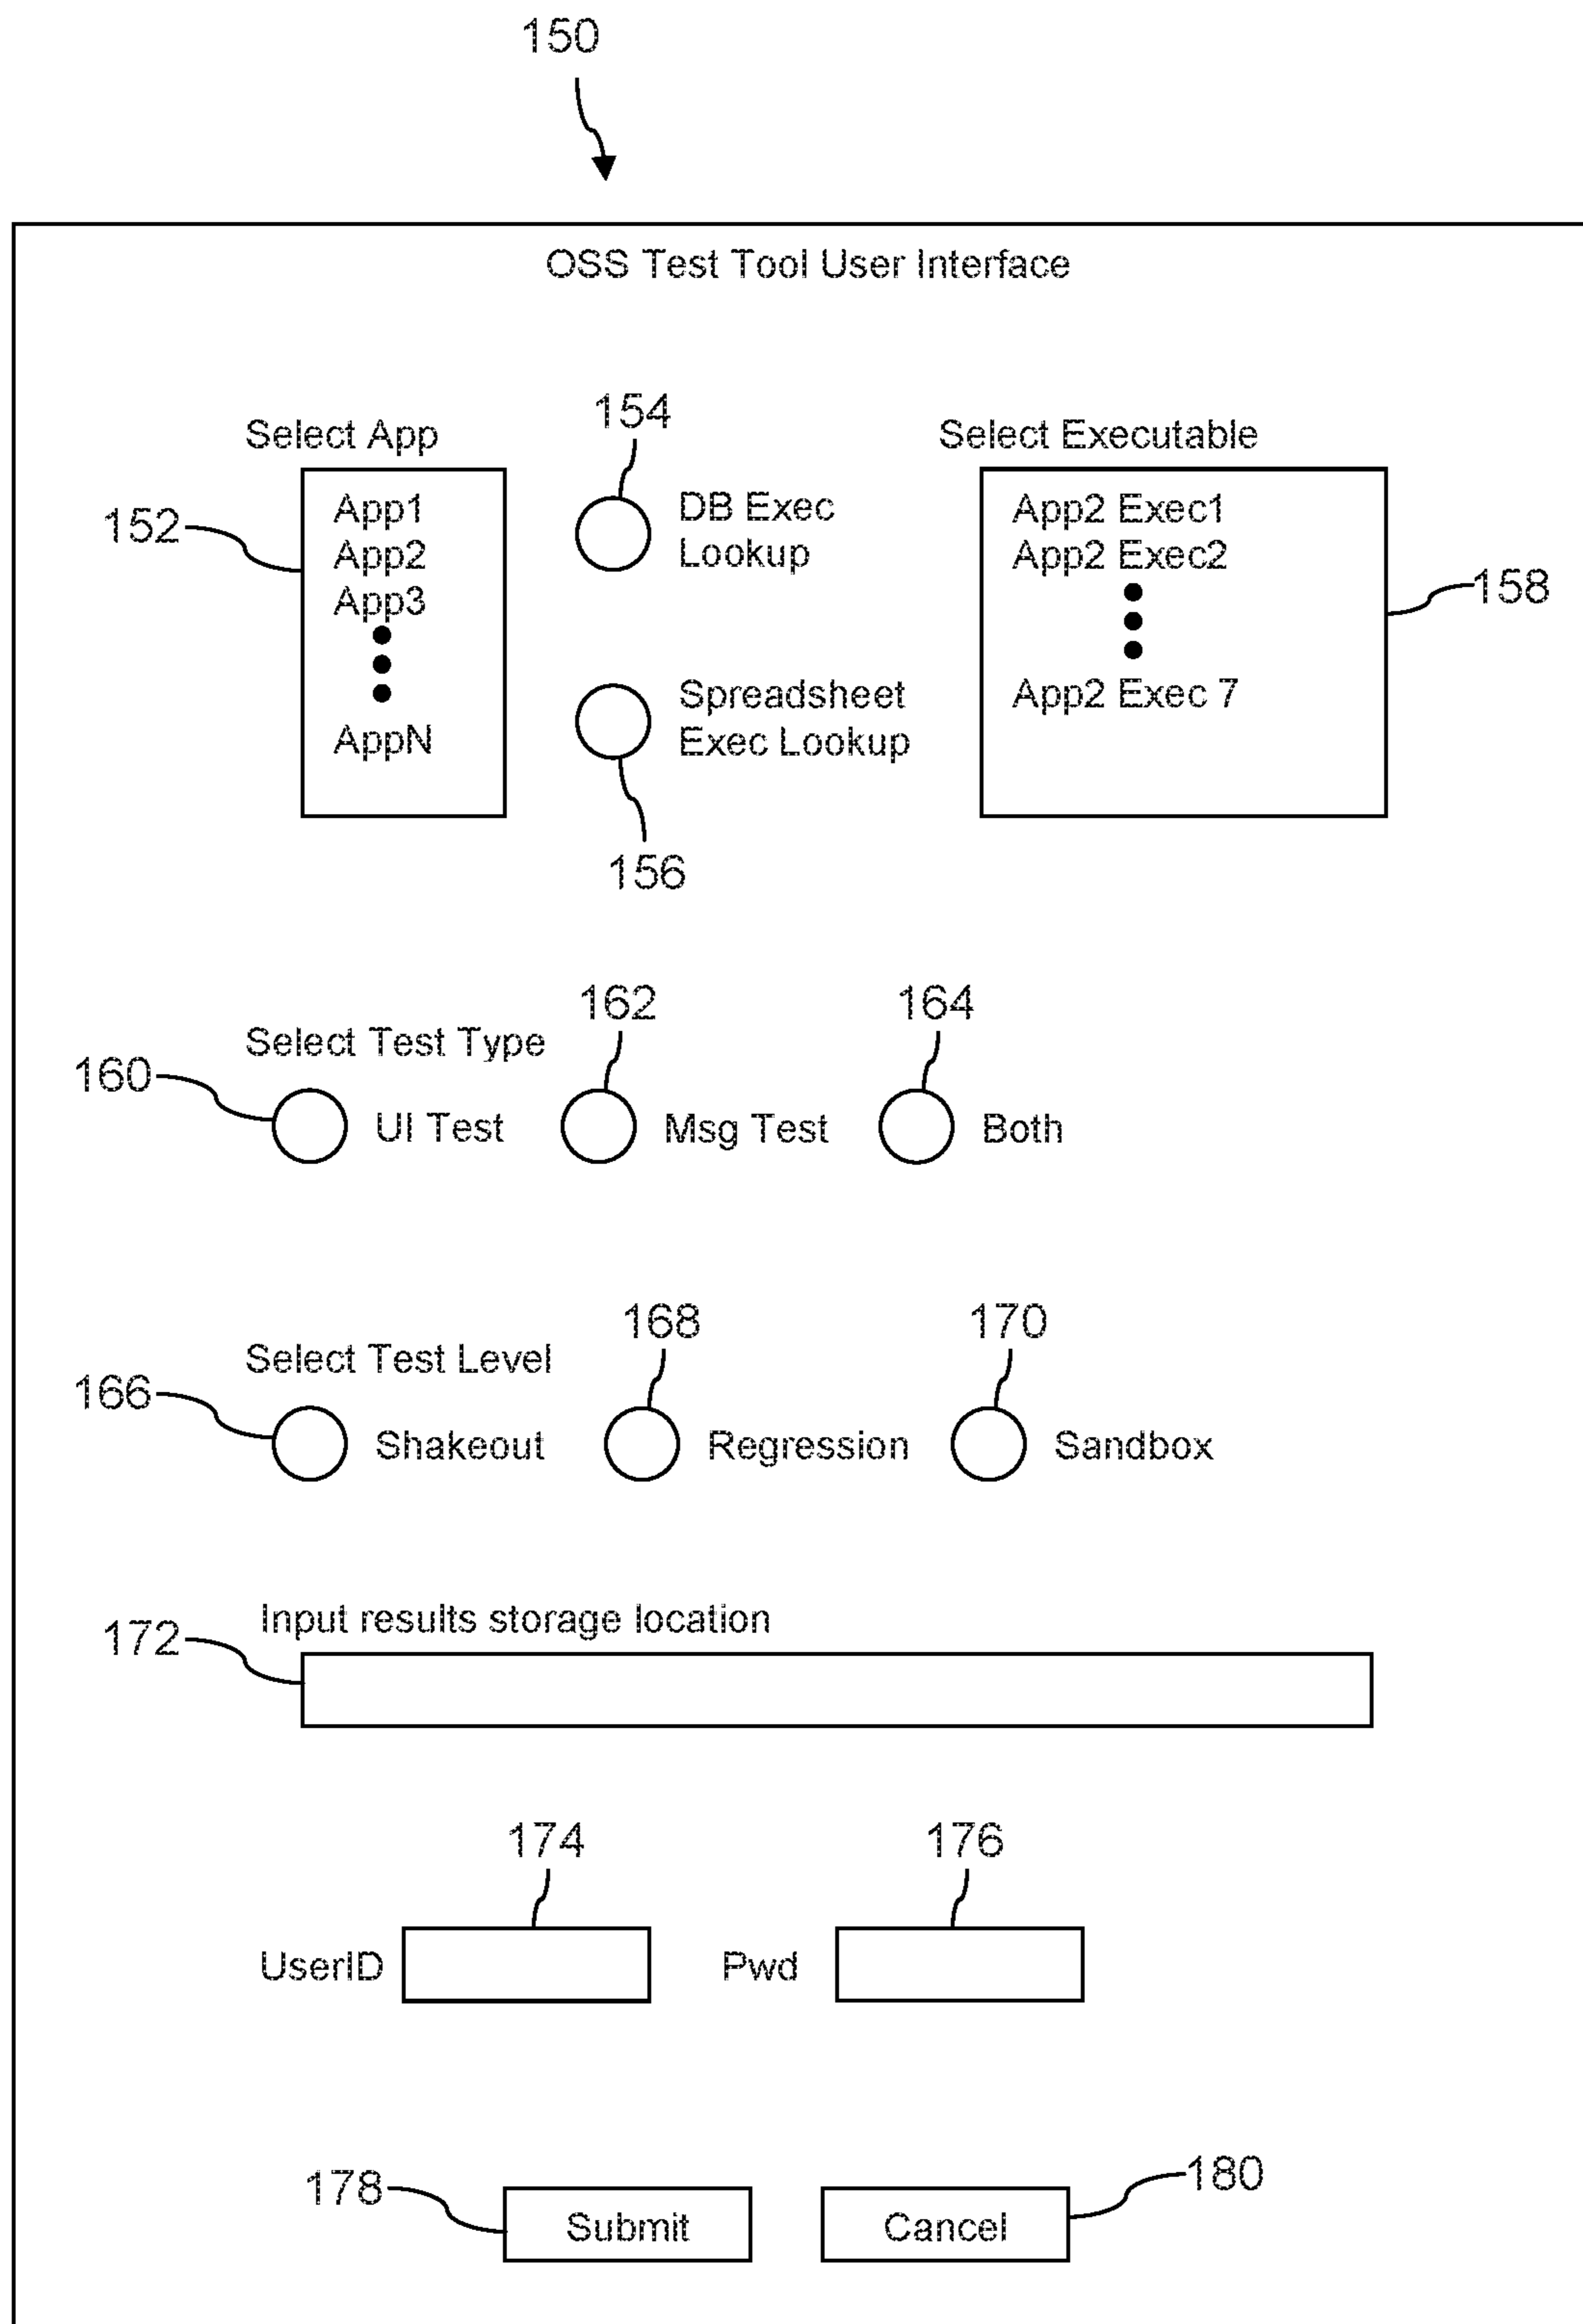 150
OSS Test Tool User Interface
154
Select App
Select Executable
152
App1
App2
App3
AppN
DB Exec
Lookup
Spreadsheet
Exec Lookup
156
App2 Exec1
App2 Exec2
App2 Exec 7
158
162
164
Select Test Type
160
UI Test
Msg Test
Both
168
170
Select Test Level
166
Shakeout
Regression
Sandbox
Input results storage location
172
174
176
UserID
Pwd
178
Submit
Cancel
180